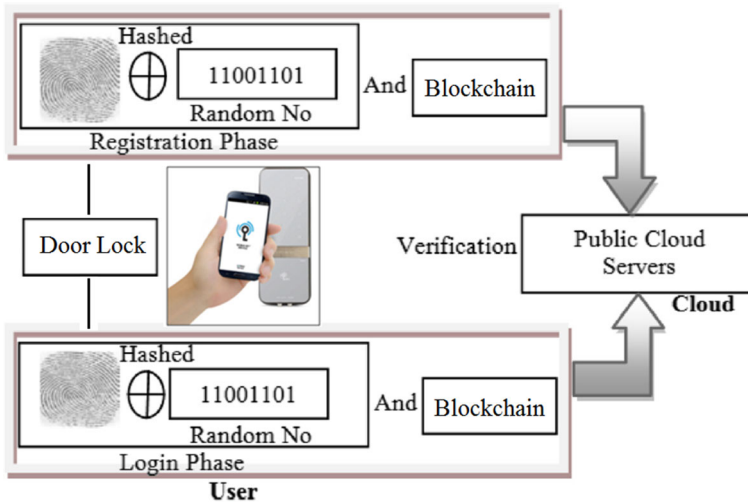 Hashed
11001101
Random No
And
Blockchain
Registration Phase
Door Lock
Verification
Public Cloud
Servers
Cloud
Hashed
11001101
Random No
And
Blockchain
Login Phase
User